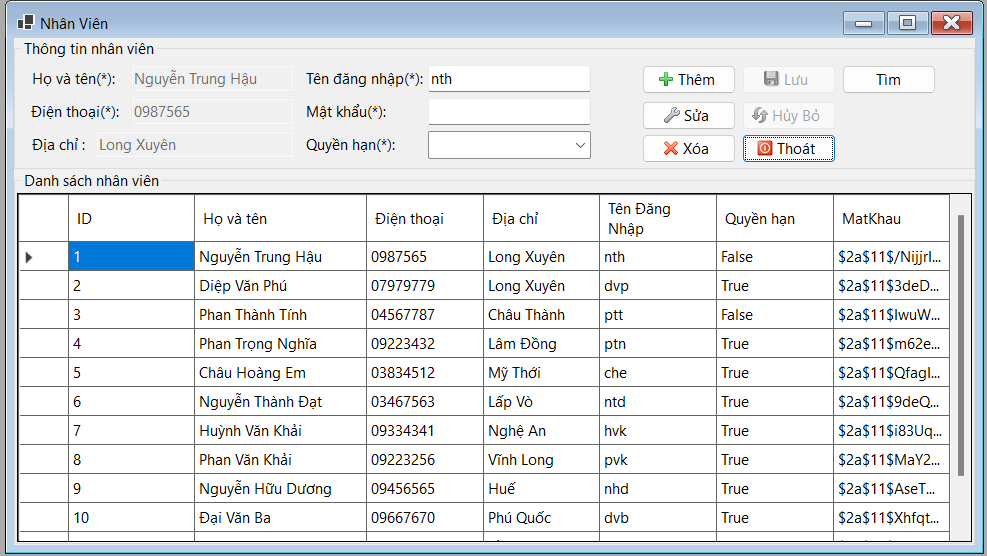 Nhân Viên
Thông tin nhân viên
Họ và tên(*): Nguyễn Trung Hậu Tên đăng nhập(*): nth Thêm Lưu Tìm
Điện thoại(*): 0987565 Mật khẩu(*): Sửa Hủy Bỏ
Địa chỉ : Long Xuyên Quyền hạn(*): Xóa Thoát
Danh sách nhân viên
ID Họ và tên Điện thoại Địa chỉ Tên Đăng Nhập Quyền hạn MatKhau
1 Nguyễn Trung Hậu 0987565 Long Xuyên nth False $2a$11$/Nijjrl...
2 Diệp Văn Phú 07979779 Long Xuyên dvp True $2a$11$3deD...
3 Phan Thành Tính 04567787 Châu Thành ptt False $2a$11$IwuW...
4 Phan Trọng Nghĩa 09223432 Lâm Đồng ptn True $2a$11$m62e...
5 Châu Hoàng Em 03834512 Mỹ Thới che True $2a$11$QfagI...
6 Nguyễn Thành Đạt 03467563 Lấp Vò ntd True $2a$11$9deQ...
7 Huỳnh Văn Khải 09334341 Nghệ An hvk True $2a$11$i83Uq...
8 Phan Văn Khải 09223256 Vĩnh Long pvk True $2a$11$MaY2...
9 Nguyễn Hữu Dương 09456565 Huế nhd True $2a$11$AseT...
10 Đại Văn Ba 09667670 Phú Quốc dvb True $2a$11$Xhfqt...